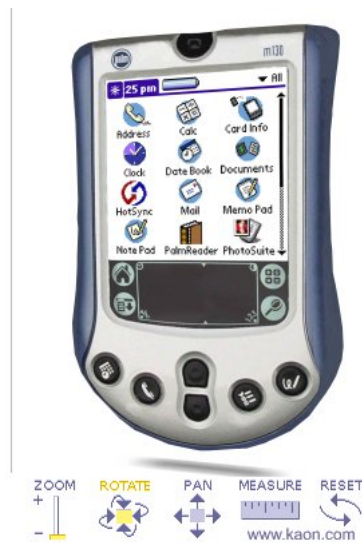 palm
m130
25 pm
All
Address Calc Card Info
Clock Date Book Documents
HotSync Mail Memo Pad
Note Pad PalmReader PhotoSuite
ZOOM ROTATE PAN MEASURE RESET
+
-
www.kaon.com